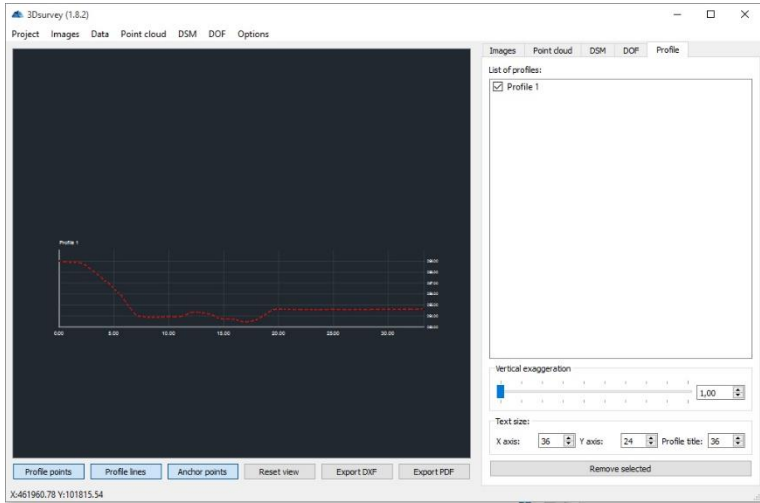 3Dsurvey (1.8.2)
Project Images Data Point cloud DSM DOF Options
Images Point cloud DSM DOF Profile
List of profiles:
Profile 1
Profile 1
0.00 5.00 10.00 15.00 20.00 25.00 30.00
Vertical exaggeration
1,00
Text size:
X axis: 36 Y axis: 24 Profile title: 36
Remove selected
Profile points Profile lines Anchor points Reset view Export DXF Export PDF
X:461960.78 Y:101815.54